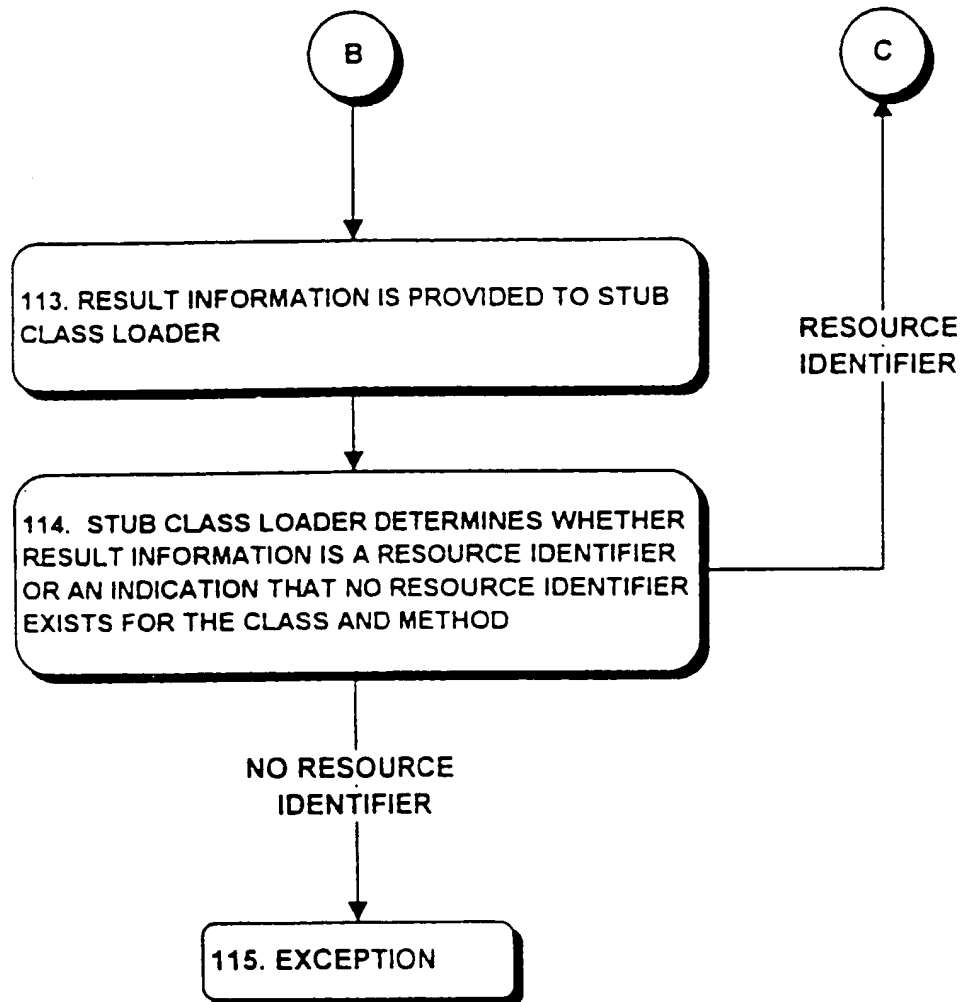 B
C
113. RESULT INFORMATION IS PROVIDED TO STUB
CLASS LOADER
RESOURCE
IDENTIFIER
114. STUB CLASS LOADER DETERMINES WHETHER
RESULT INFORMATION IS A RESOURCE IDENTIFIER
OR AN INDICATION THAT NO RESOURCE IDENTIFIER
EXISTS FOR THE CLASS AND METHOD
NO RESOURCE
IDENTIFIER
115. EXCEPTION